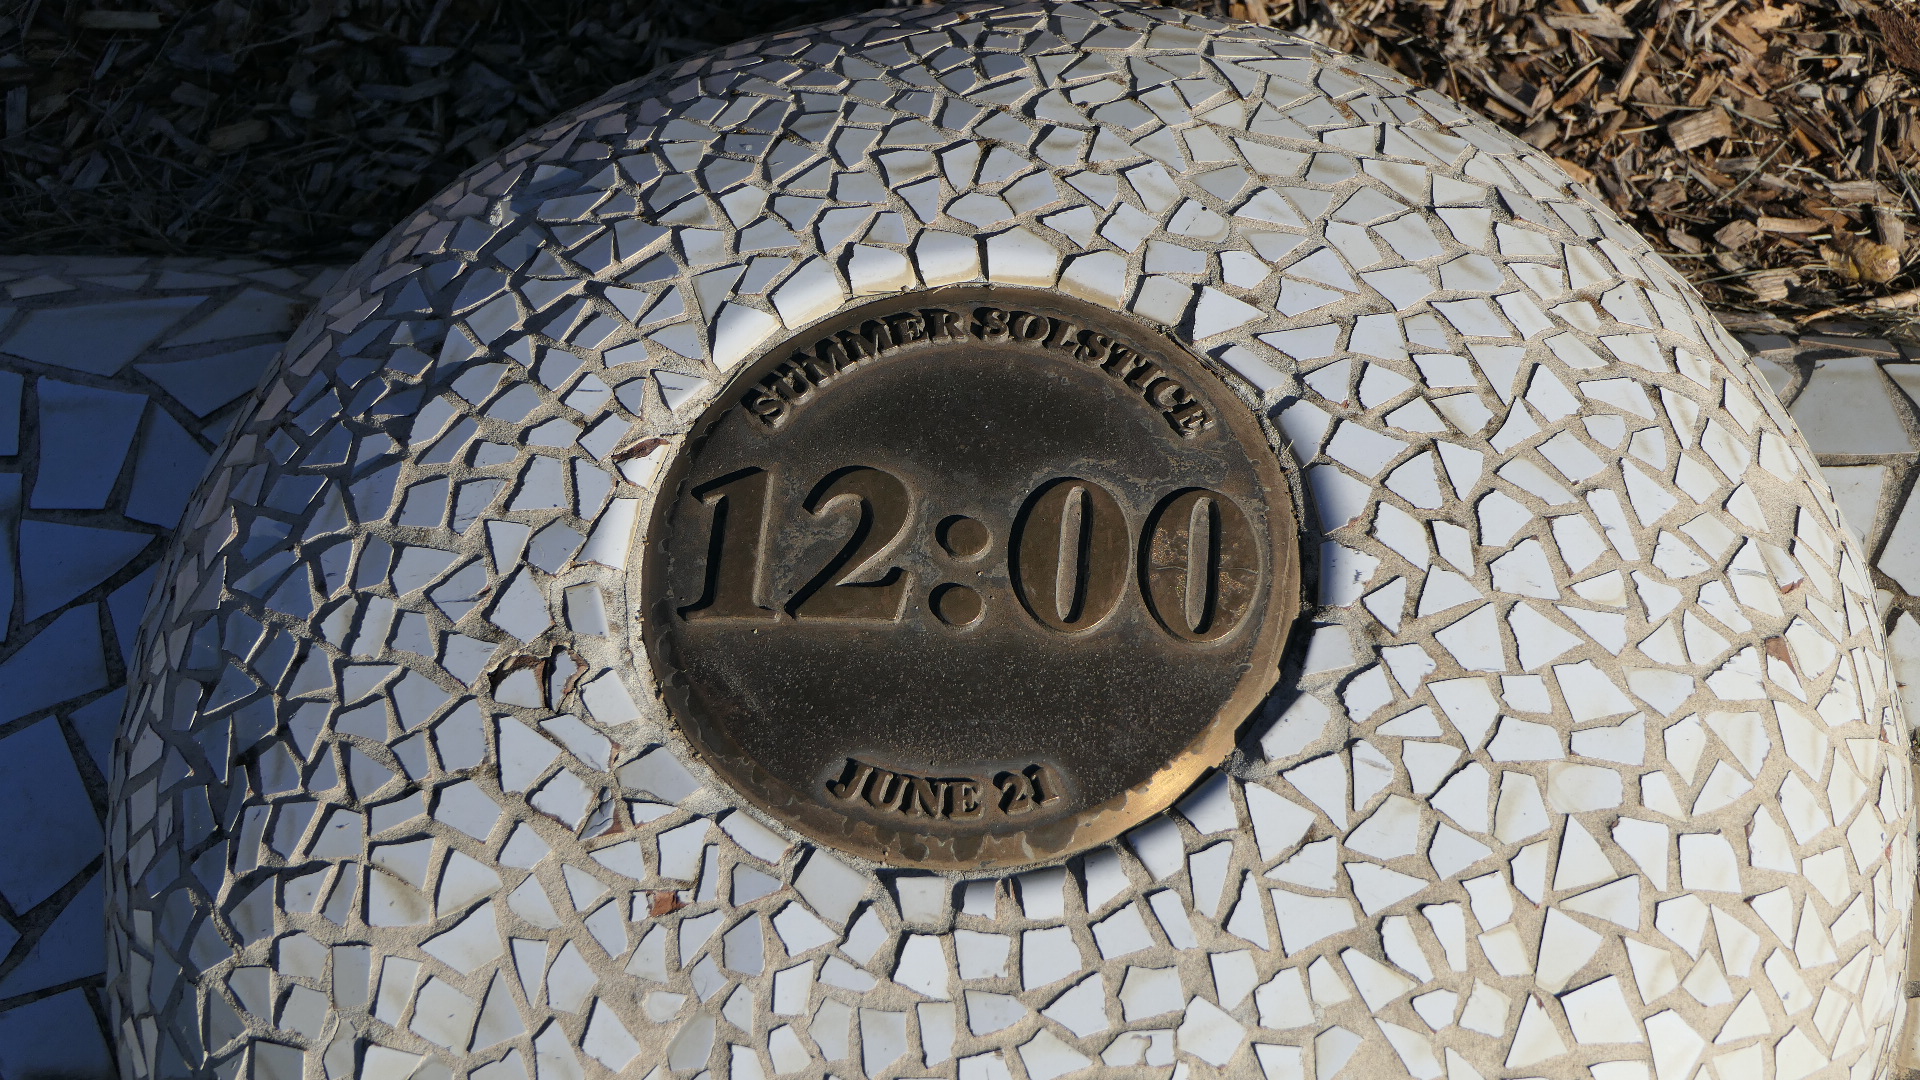 SUMMER SOLSTICE
12:00
JUNE 21